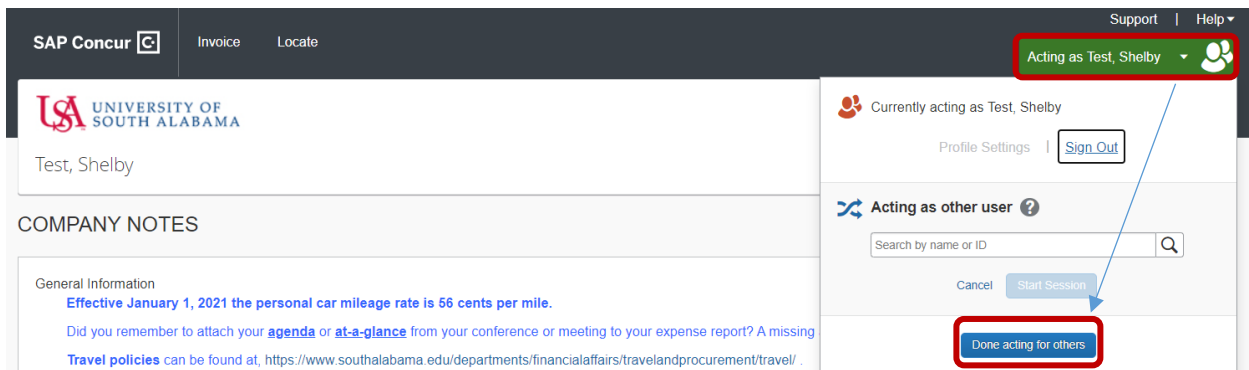 Support | Help
SAP Concur C. Invoice Locate
Acting as Test, Shelby
USA UNIVERSITY OF
SOUTH ALABAMA
Test, Shelby
Currently acting as Test, Shelby
Profile Settings | Sign Out
Acting as other user ?
Search by name or ID
Cancel Start Session
Done acting for others
COMPANY NOTES
General Information
Effective January 1, 2021 the personal car mileage rate is 56 cents per mile.
Did you remember to attach your agenda or at-a-glance from your conference or meeting to your expense report? A missing
Travel policies can be found at, https://www.southalabama.edu/departments/financialaffairs/travelandprocurement/travel/ .